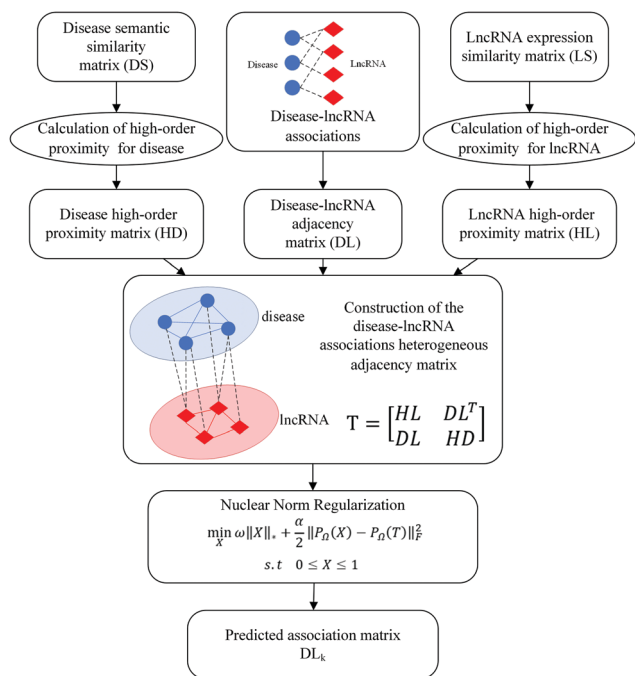 Disease semantic
similarity
matrix (DS)
Disease
LncRNA
Disease-lncRNA
associations
LncRNA expression
similarity matrix (LS)
Calculation of high-order
proximity for disease
Calculation of high-order
proximity for lncRNA
Disease high-order
proximity matrix (HD)
Disease-lncRNA
adjacency
matrix (DL)
LncRNA high-order
proximity matrix (HL)
disease
lncRNA
Construction of the
disease-lncRNA
associations heterogeneous
adjacency matrix
T = [HL DL^T
DL HD]
Nuclear Norm Regularization
min_X ω‖X‖_* + α/2 ‖P_Ω(X) − P_Ω(T)‖_F^2
s.t 0 ≤ X ≤ 1
Predicted association matrix
DL_k